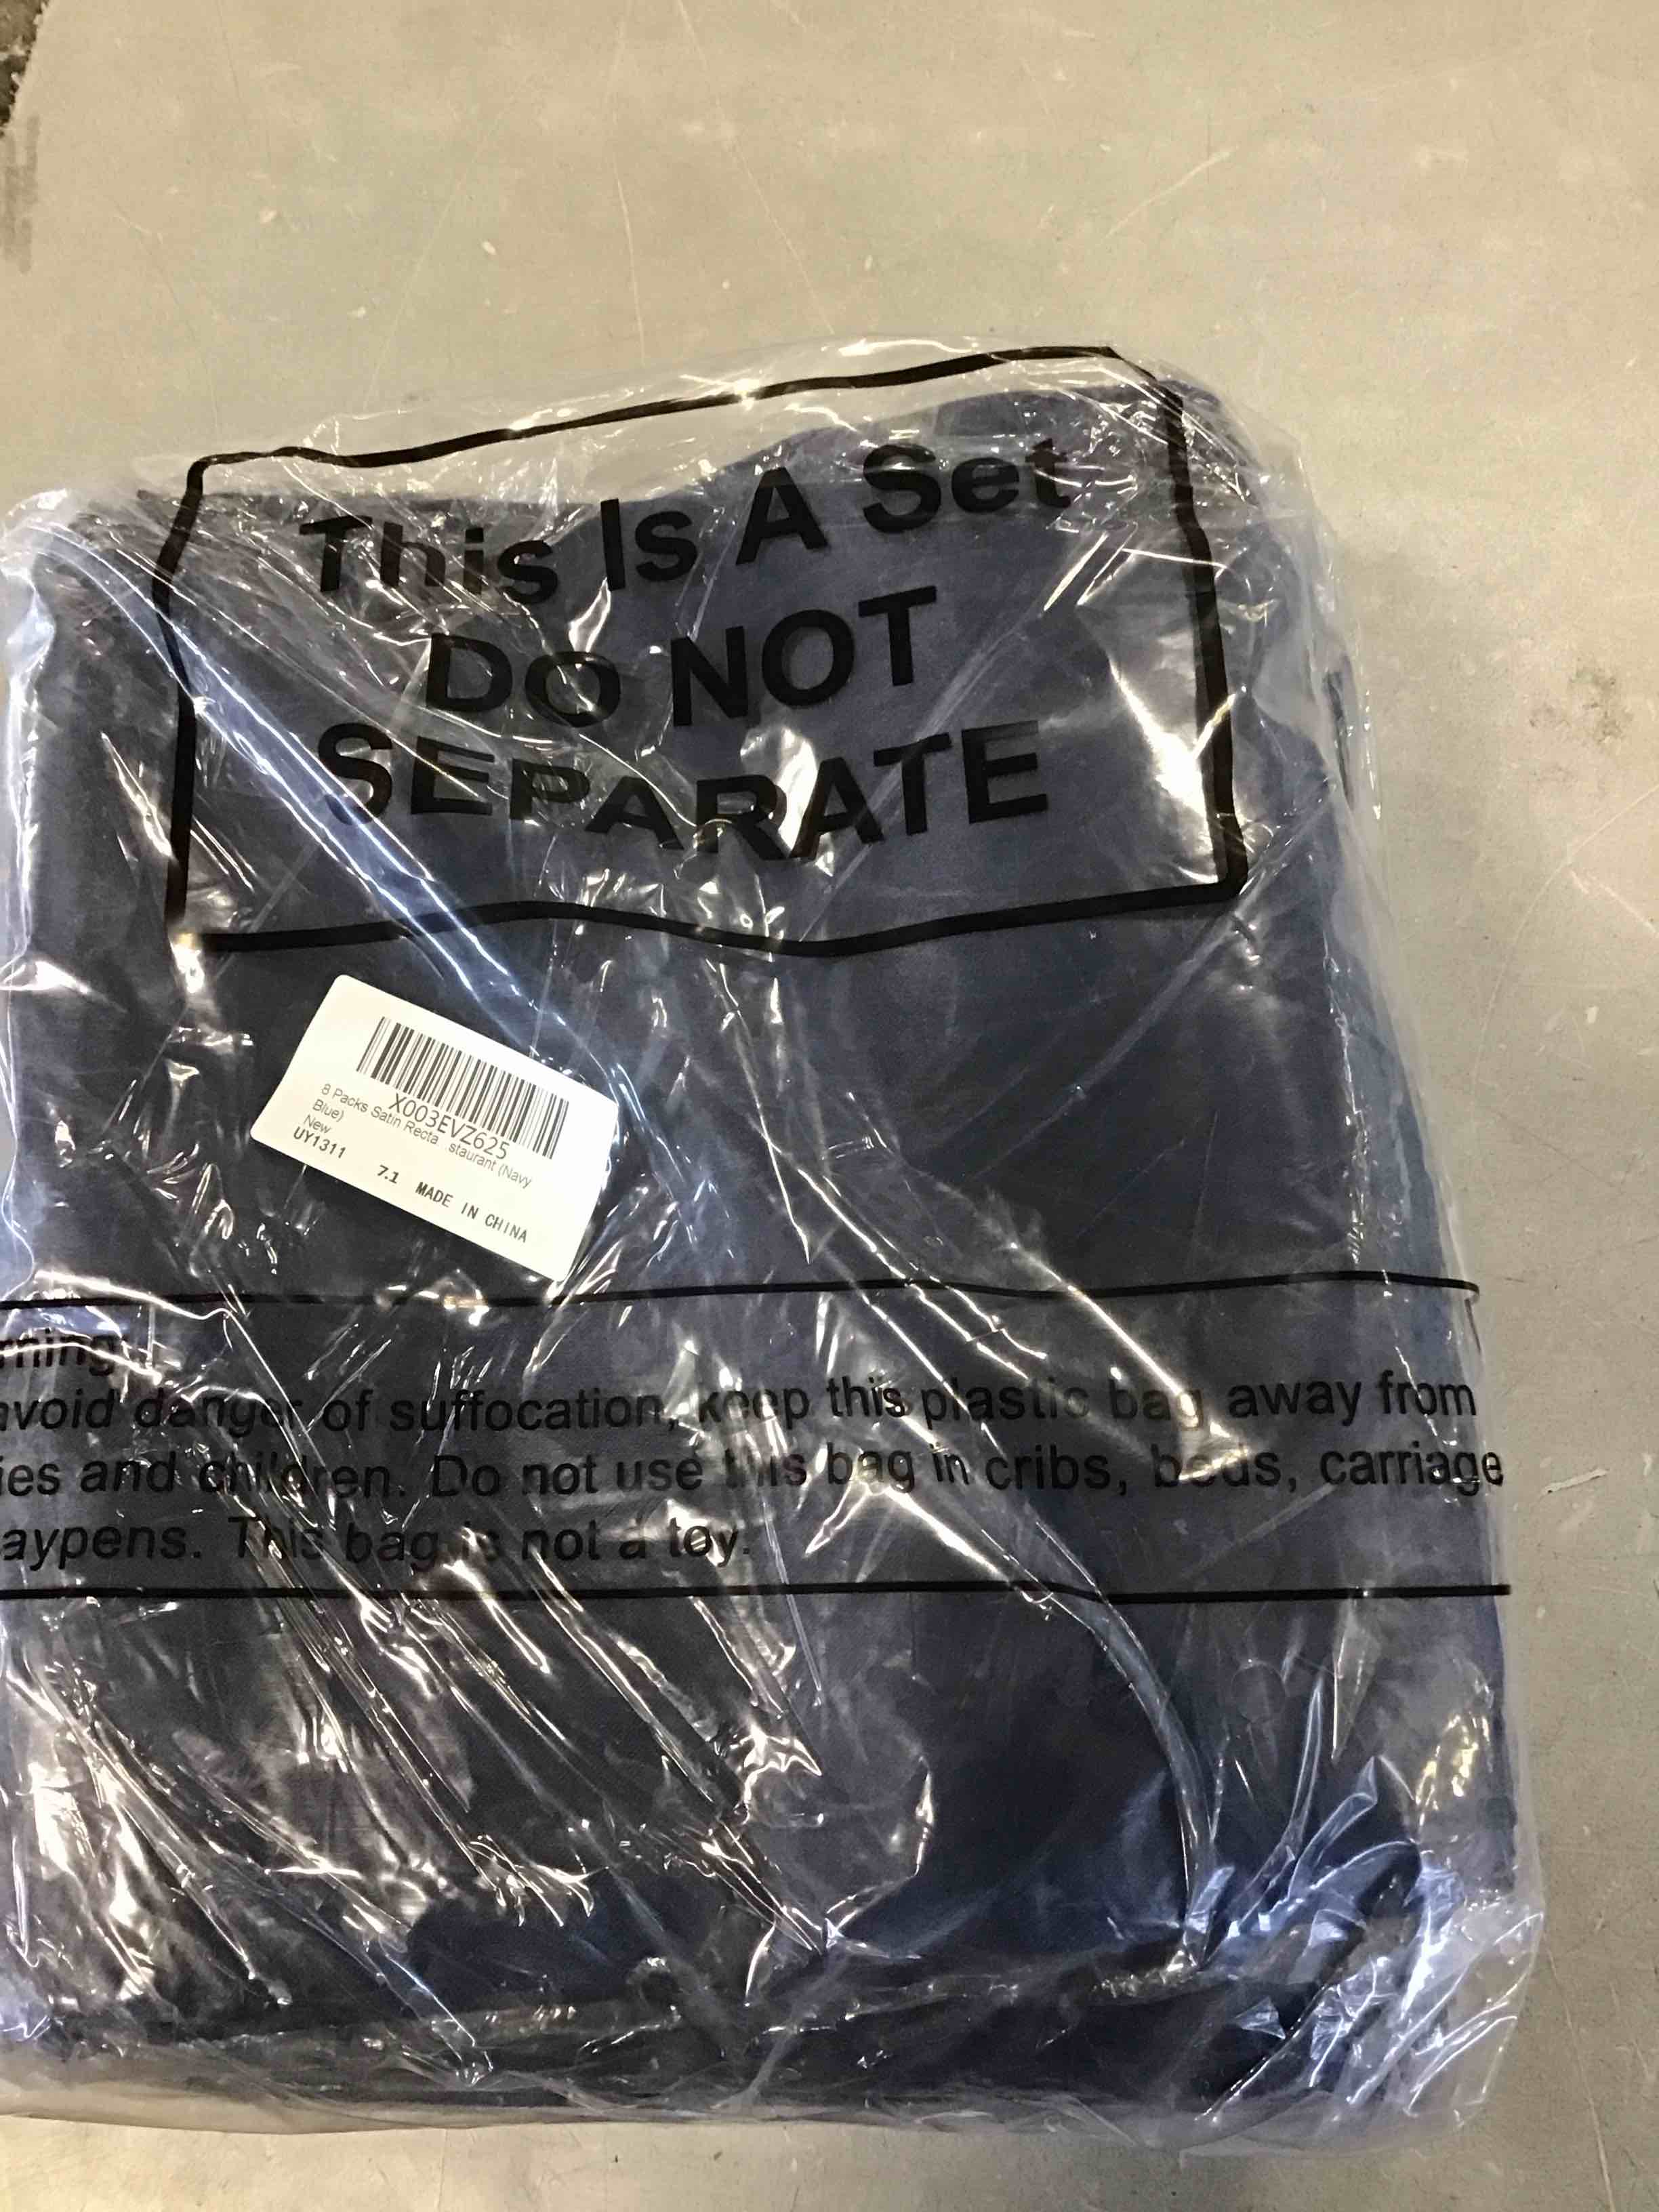 This Is A Set
DO NOT
SEPARATE
X003EVZ625
8 Packs Satin Recta staurant (Navy
Blue)
New
UY1311 7.1 MADE IN CHINA
rning:
avoid danger of suffocation, keep this plastic bag away from
ies and children. Do not use this bag in cribs, beds, carriage
aypens. This bag is not a toy.